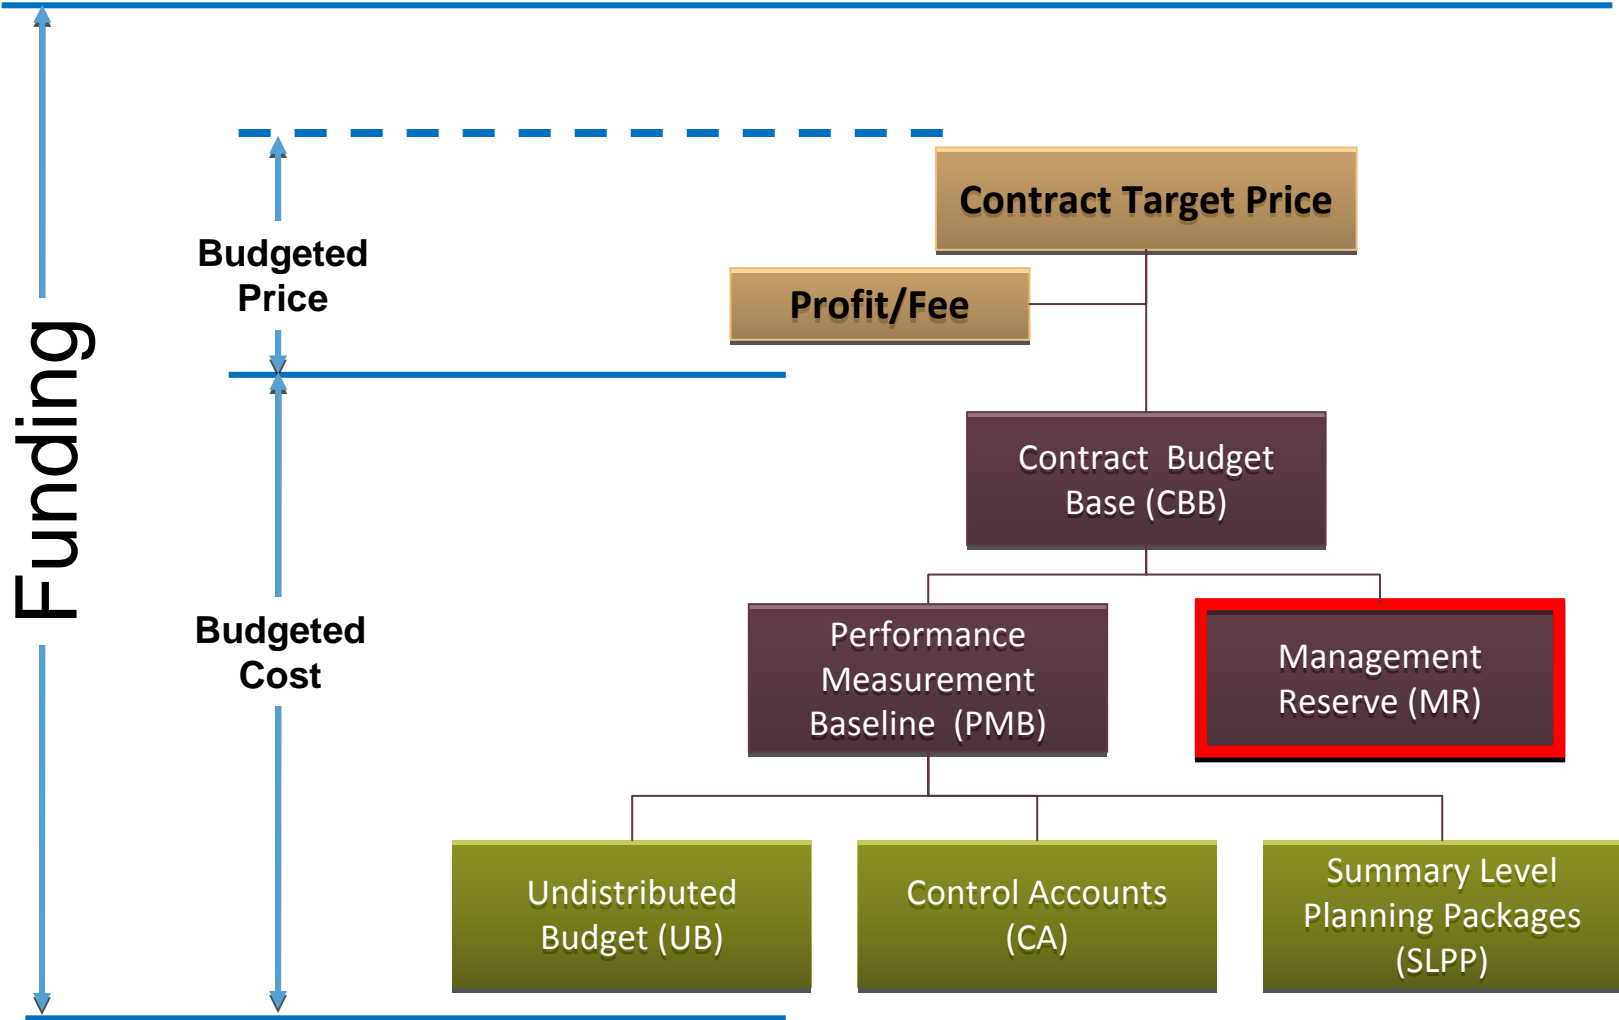 Funding
Budgeted
Price
Budgeted
Cost
Contract Target Price
Profit/Fee
Contract  Budget
Base (CBB)
Performance
Measurement
Baseline  (PMB)
Management
Reserve (MR)
Undistributed
Budget (UB)
Control Accounts
(CA)
Summary Level
Planning Packages
(SLPP)